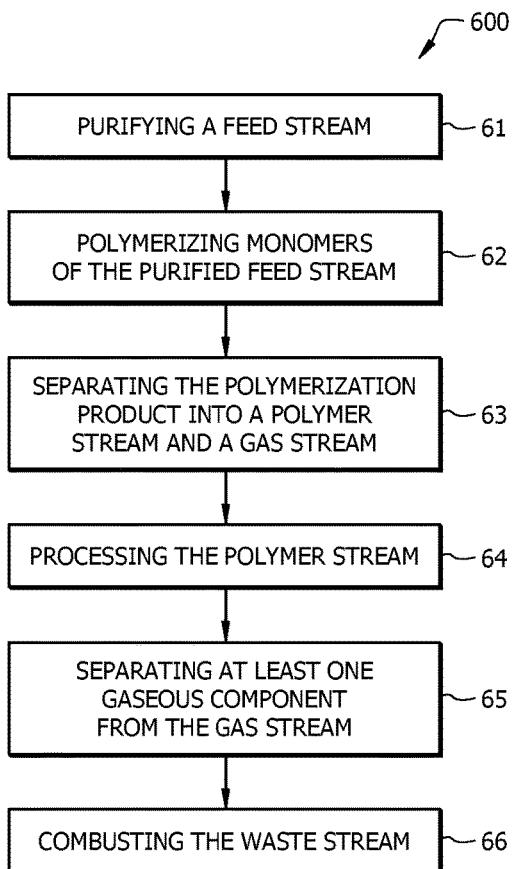 600
PURIFYING A FEED STREAM
61
POLYMERIZING MONOMERS
OF THE PURIFIED FEED STREAM
62
SEPARATING THE POLYMERIZATION
PRODUCT INTO A POLYMER
STREAM AND A GAS STREAM
63
PROCESSING THE POLYMER STREAM
64
SEPARATING AT LEAST ONE
GASEOUS COMPONENT
FROM THE GAS STREAM
65
COMBUSTING THE WASTE STREAM
66